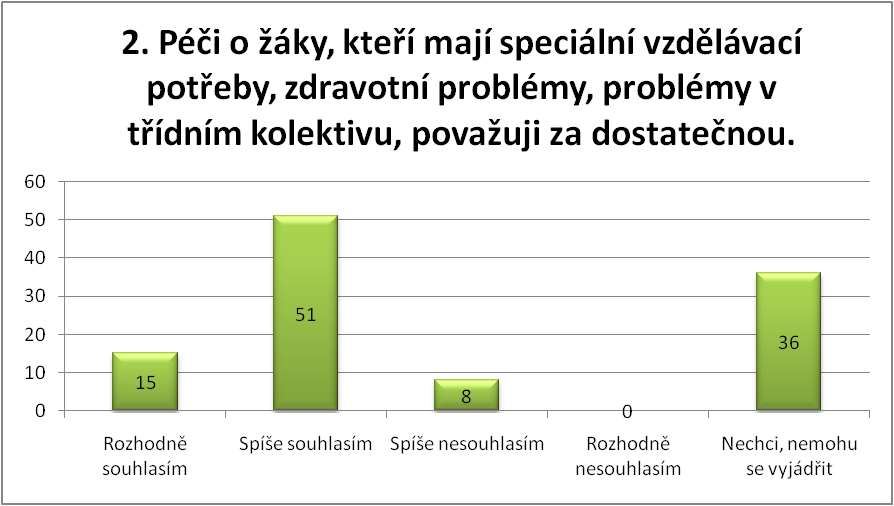 2. Péči o žáky, kteří mají speciální vzdělávací
potřeby, zdravotní problémy, problémy v
třídním kolektivu, považuji za dostatečnou.
60
50
40
30
20
10
0
15
51
8
0
36
Rozhodně
souhlasím
Spíše souhlasím
Spíše nesouhlasím
Rozhodně
nesouhlasím
Nechci, nemohu
se vyjádřit